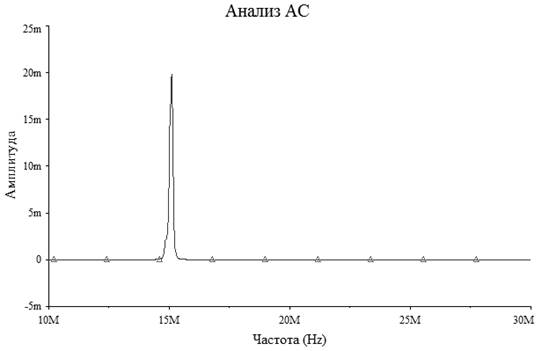 Анализ AC
25m
20m
15m
10m
5m
0
-5m
Амплитуда
10M 15M 20M 25M 30M
Частота (Hz)